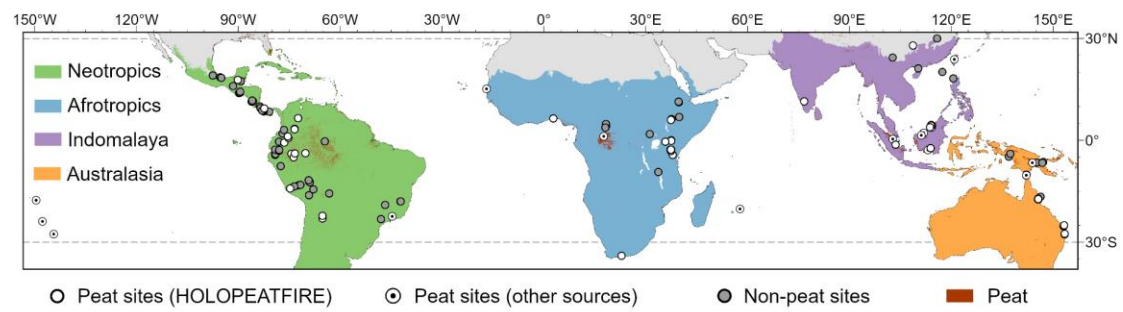 150°W 120°W 90°W 60°W 30°W 0° 30°E 60°E 90°E 120°E 150°E
30°N
Neotropics
Afrotropics
Indomalaya
0°
Australasia
30°S
Peat sites (HOLOPEATFIRE) Peat sites (other sources) Non-peat sites Peat